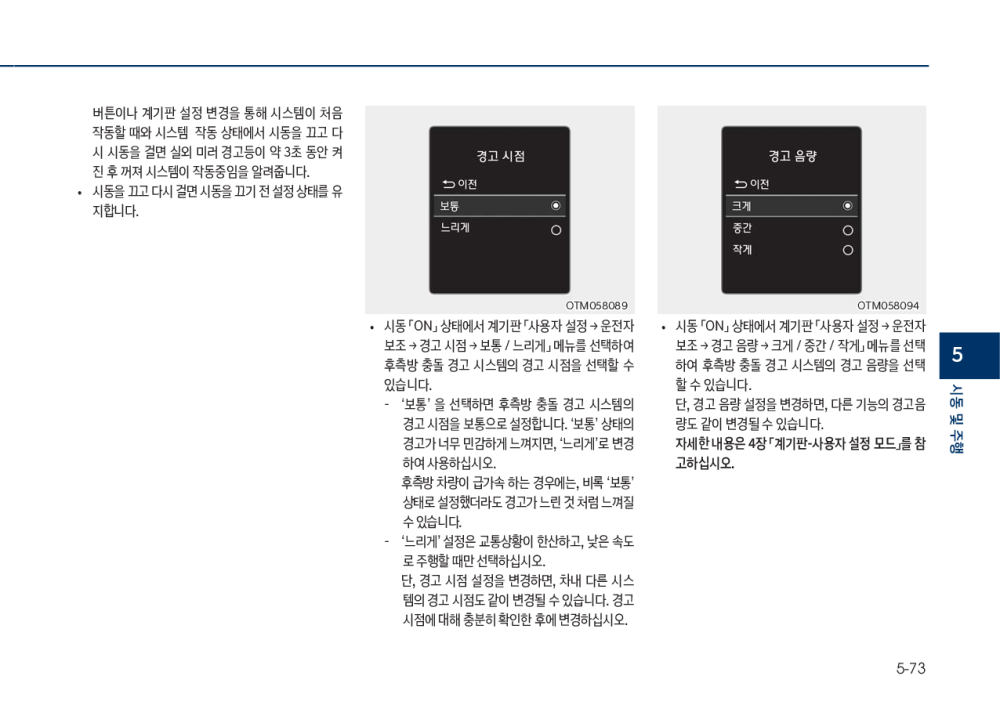 버튼이나 계기판 설정 변경을 통해 시스템이 처음
작동할 때와 시스템 작동 상태에서 시동을 끄고 다
시 시동을 걸면 실외 미러 경고등이 약 3초 동안 켜
진 후 꺼져 시스템이 작동중임을 알려줍니다.
• 시동을 끄고 다시 걸면 시동을 끄기 전 설정 상태를 유
지합니다.
경고 시점
이전
보통
느리게
OTM058089
• 시동 「ON」 상태에서 계기판 「사용자 설정 → 운전자
보조 → 경고 시점 → 보통 / 느리게」 메뉴를 선택하여
후측방 충돌 경고 시스템의 경고 시점을 선택할 수
있습니다.
- ‘보통’ 을 선택하면 후측방 충돌 경고 시스템의
경고 시점을 보통으로 설정합니다. ‘보통’ 상태의
경고가 너무 민감하게 느껴지면, ‘느리게’로 변경
하여 사용하십시오.
후측방 차량이 급가속 하는 경우에는, 비록 ‘보통’
상태로 설정했더라도 경고가 느린 것 처럼 느껴질
수 있습니다.
- ‘느리게’ 설정은 교통상황이 한산하고, 낮은 속도
로 주행할 때만 선택하십시오.
단, 경고 시점 설정을 변경하면, 차내 다른 시스
템의 경고 시점도 같이 변경될 수 있습니다. 경고
시점에 대해 충분히 확인한 후에 변경하십시오.
경고 음량
이전
크게
중간
작게
OTM058094
• 시동 「ON」 상태에서 계기판 「사용자 설정 → 운전자
보조 → 경고 음량 → 크게 / 중간 / 작게」 메뉴를 선택
하여 후측방 충돌 경고 시스템의 경고 음량을 선택
할 수 있습니다.
단, 경고 음량 설정을 변경하면, 다른 기능의 경고음
량도 같이 변경될 수 있습니다.
자세한 내용은 4장 「계기판-사용자 설정 모드」를 참
고하십시오.
5
시동 및 주행
5-73